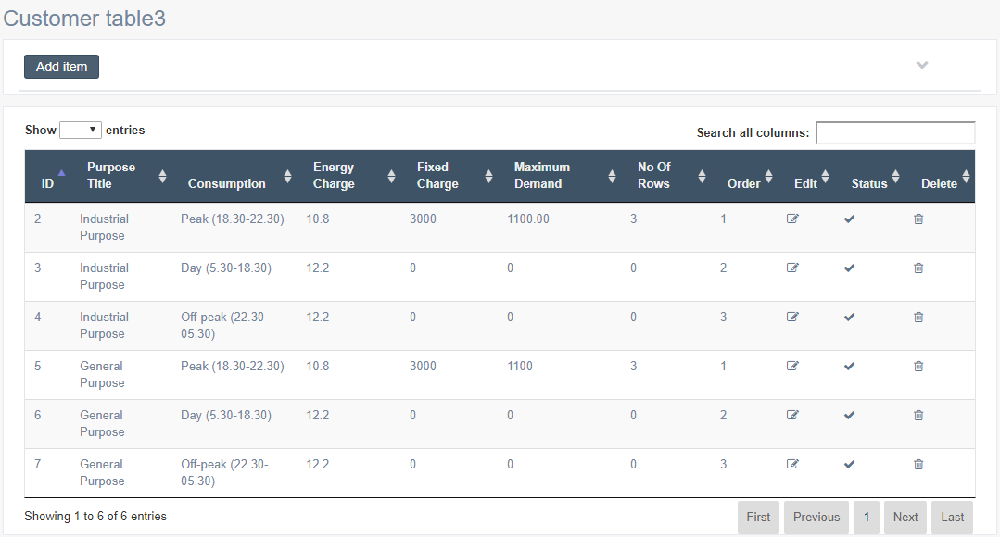 Customer table3
Add item
Show entries
Search all columns:
ID Purpose Title Consumption Energy Charge Fixed Charge Maximum Demand No Of Rows Order Edit Status Delete
2 Industrial Purpose Peak (18.30-22.30) 10.8 3000 1100.00 3 1
3 Industrial Purpose Day (5.30-18.30) 12.2 0 0 0 2
4 Industrial Purpose Off-peak (22.30-05.30) 12.2 0 0 0 3
5 General Purpose Peak (18.30-22.30) 10.8 3000 1100 3 1
6 General Purpose Day (5.30-18.30) 12.2 0 0 0 2
7 General Purpose Off-peak (22.30-05.30) 12.2 0 0 0 3
Showing 1 to 6 of 6 entries
First Previous 1 Next Last